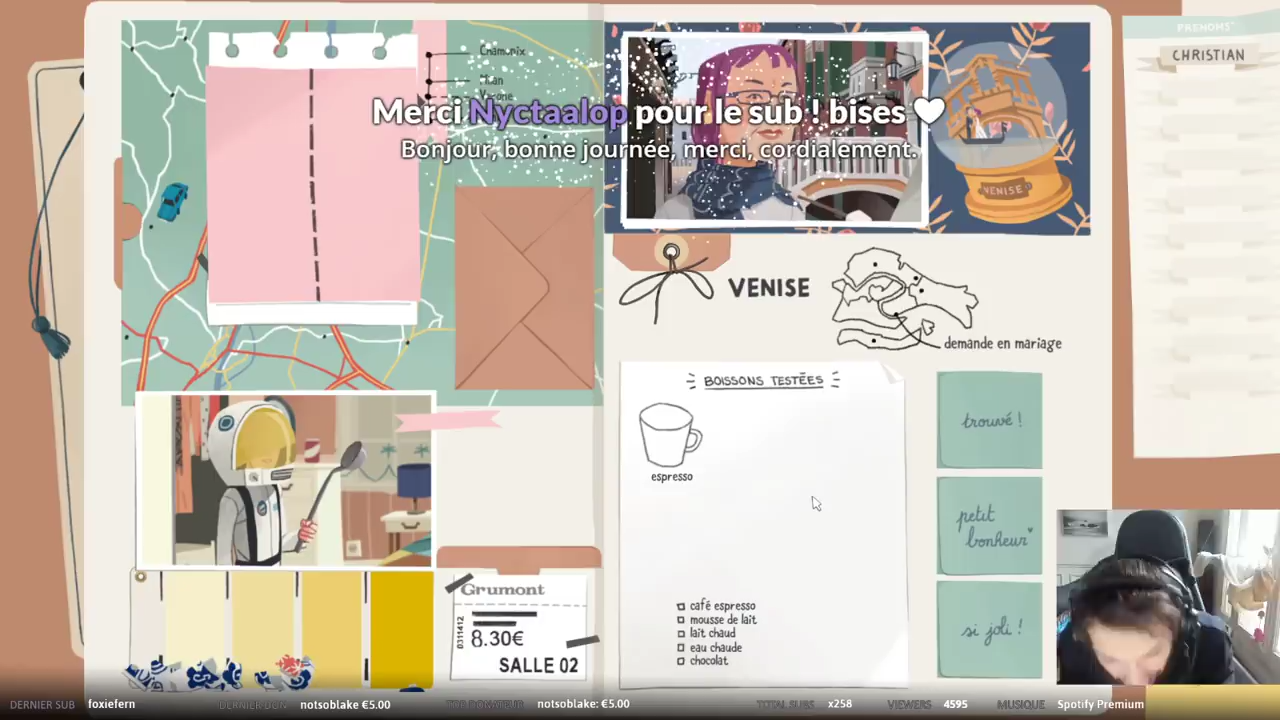 PRENOMS
CHRISTIAN
Chamonix
Milan
Vérone
Merci Nyctaalop pour le sub ! bises
Bonjour, bonne journée, merci, cordialement.
VENISE
VENISE
demande en mariage
BOISSONS TESTÉES
espresso
trouvé !
petit
bonheur
si joli !
café espresso
mousse de lait
lait chaud
eau chaude
chocolat
Grumont
0311412
8.30€
SALLE 02
DERNIER SUB foxiefern DERNIER DON notsoblake €5.00 TOP DONATEUR notsoblake: €5.00 TOTAL SUBS x258 VIEWERS 4595 MUSIQUE Spotify Premium